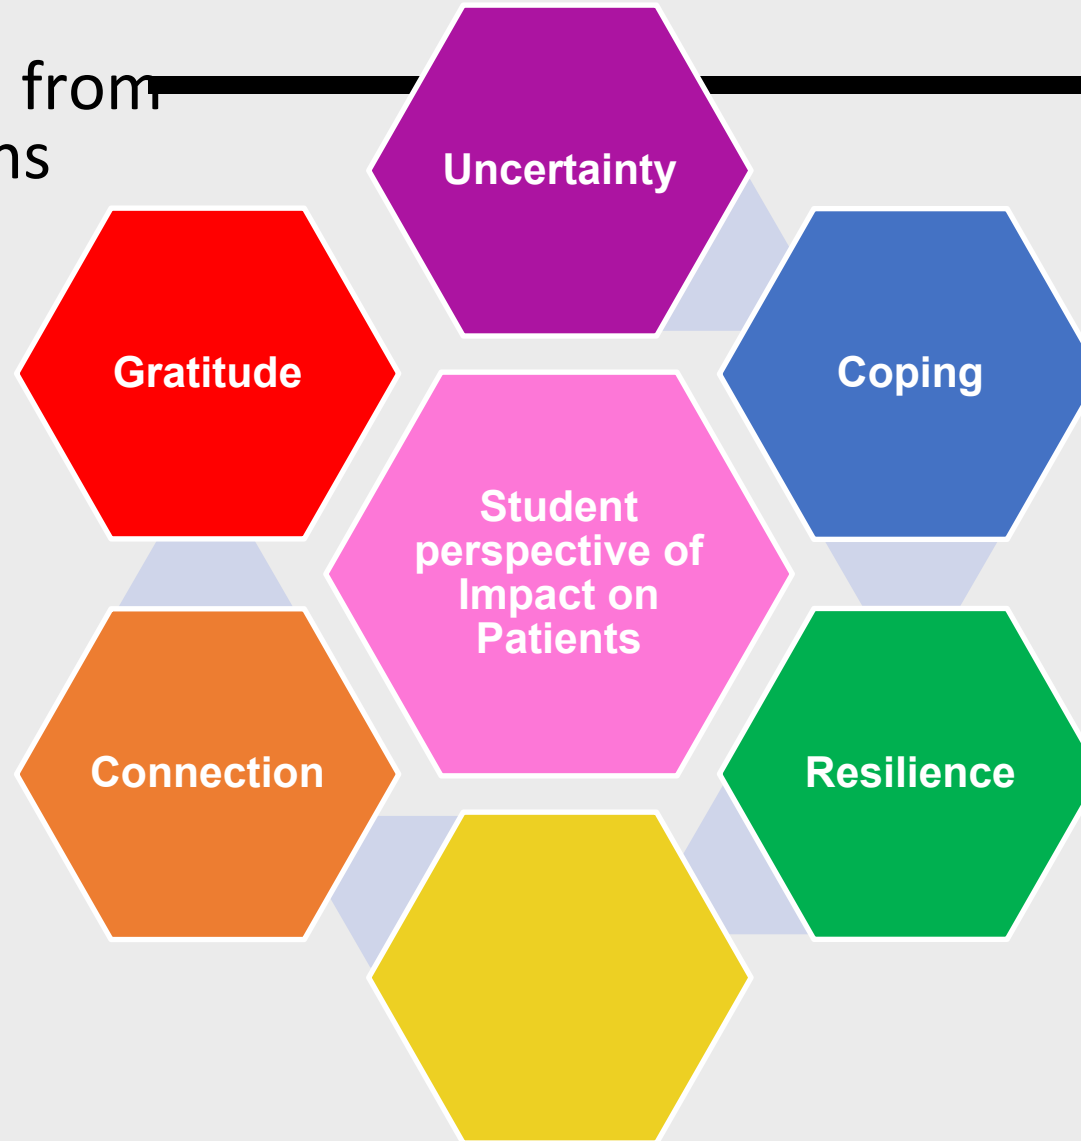 from
ns
Uncertainty
Gratitude
Coping
Student
perspective of
Impact on
Patients
Connection
Resilience